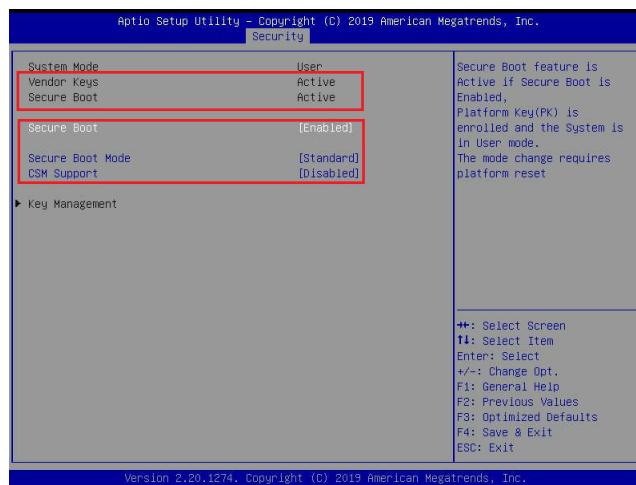 Aptio Setup Utility – Copyright (C) 2019 American Megatrends, Inc.
Security
System Mode User
Vendor Keys Active
Secure Boot Active
Secure Boot [Enabled]
Secure Boot Mode [Standard]
CSM Support [Disabled]
▶ Key Management
Secure Boot feature is
Active if Secure Boot is
Enabled,
Platform Key(PK) is
enrolled and the System is
in User mode.
The mode change requires
platform reset
→←: Select Screen
↑↓: Select Item
Enter: Select
+/-: Change Opt.
F1: General Help
F2: Previous Values
F3: Optimized Defaults
F4: Save & Exit
ESC: Exit
Version 2.20.1274. Copyright (C) 2019 American Megatrends, Inc.